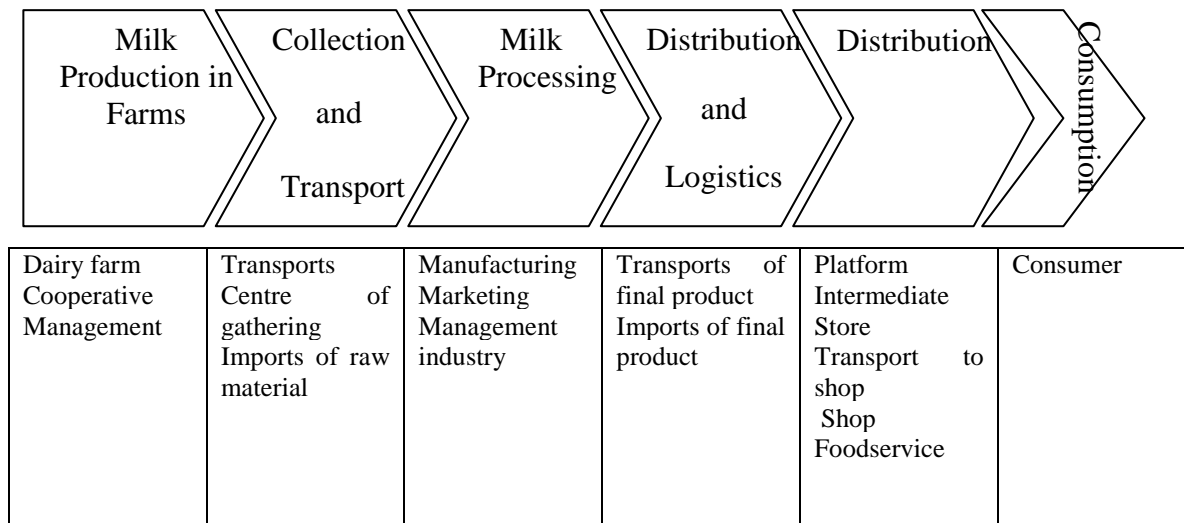 Milk
Production in
Farms
Collection
and
Transport
Milk
Processing
Distribution
and
Logistics
Distribution
Consumption
Dairy farm
Cooperative
Management
Transports
Centre of
gathering
Imports of raw
material
Manufacturing
Marketing
Management
industry
Transports of
final product
Imports of final
product
Platform
Intermediate
Store
Transport to
shop
Shop
Foodservice
Consumer